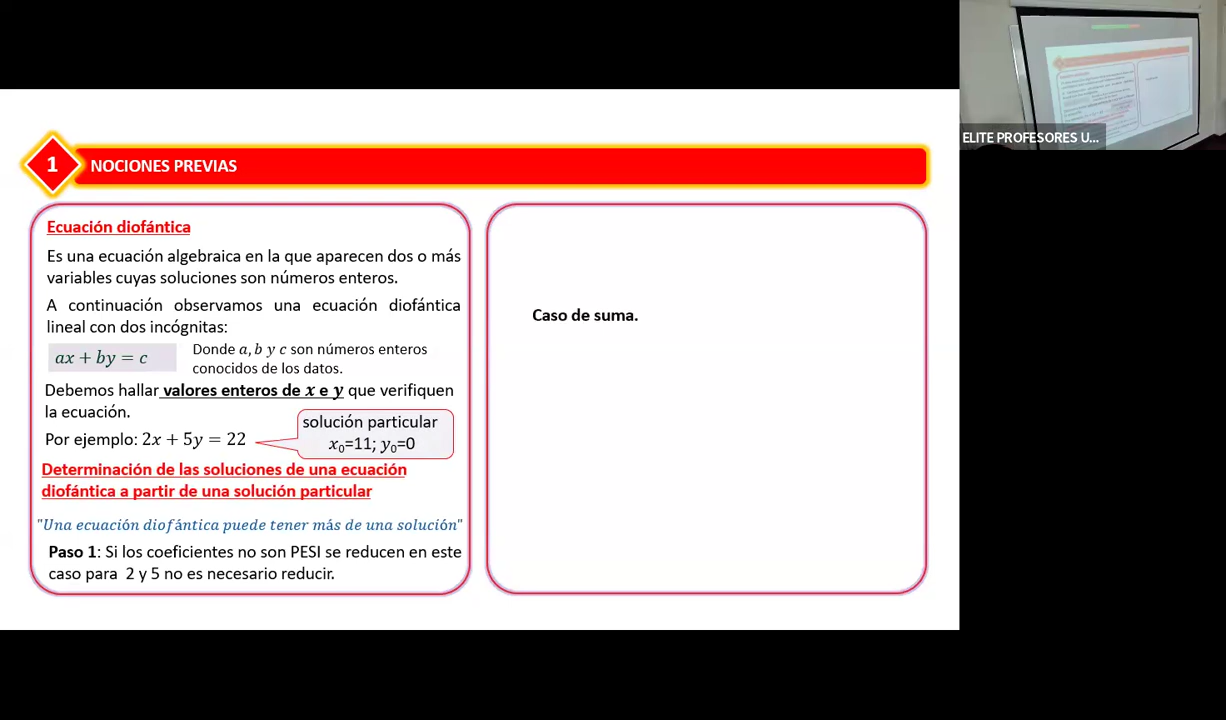 1
NOCIONES PREVIAS
Ecuación diofántica
Es una ecuación algebraica en la que aparecen dos o más
variables cuyas soluciones son números enteros.
A continuación observamos una ecuación diofántica
lineal con dos incógnitas:
ax + by = c
Donde a, b y c son números enteros
conocidos de los datos.
Debemos hallar valores enteros de x e y que verifiquen
la ecuación.
Por ejemplo: 2x + 5y = 22
solución particular
x₀=11; y₀=0
Determinación de las soluciones de una ecuación
diofántica a partir de una solución particular
"Una ecuación diofántica puede tener más de una solución"
Paso 1: Si los coeficientes no son PESI se reducen en este
caso para 2 y 5 no es necesario reducir.
Caso de suma.
ELITE PROFESORES U...